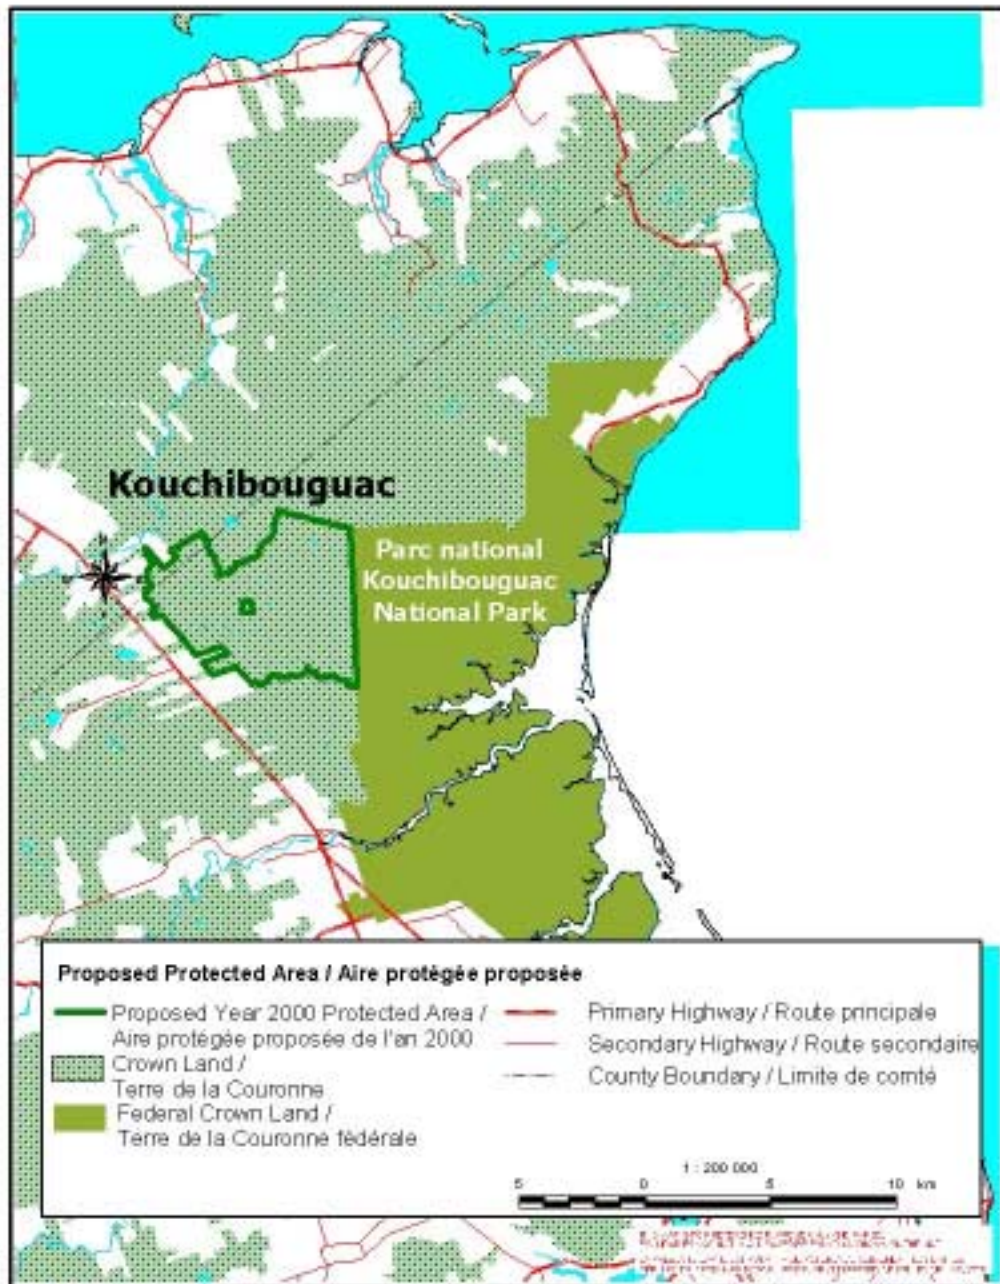 Kouchibouguac
Parc national
Kouchibouguac
National Park
Proposed Protected Area / Aire protégée proposée
Proposed Year 2000 Protected Area /
Aire protégée proposée de l'an 2000
Crown Land /
Terre de la Couronne
Federal Crown Land /
Terre de la Couronne fédérale
Primary Highway / Route principale
Secondary Highway / Route secondaire
County Boundary / Limite de comté
1 : 200 000
5 0 5 10 km